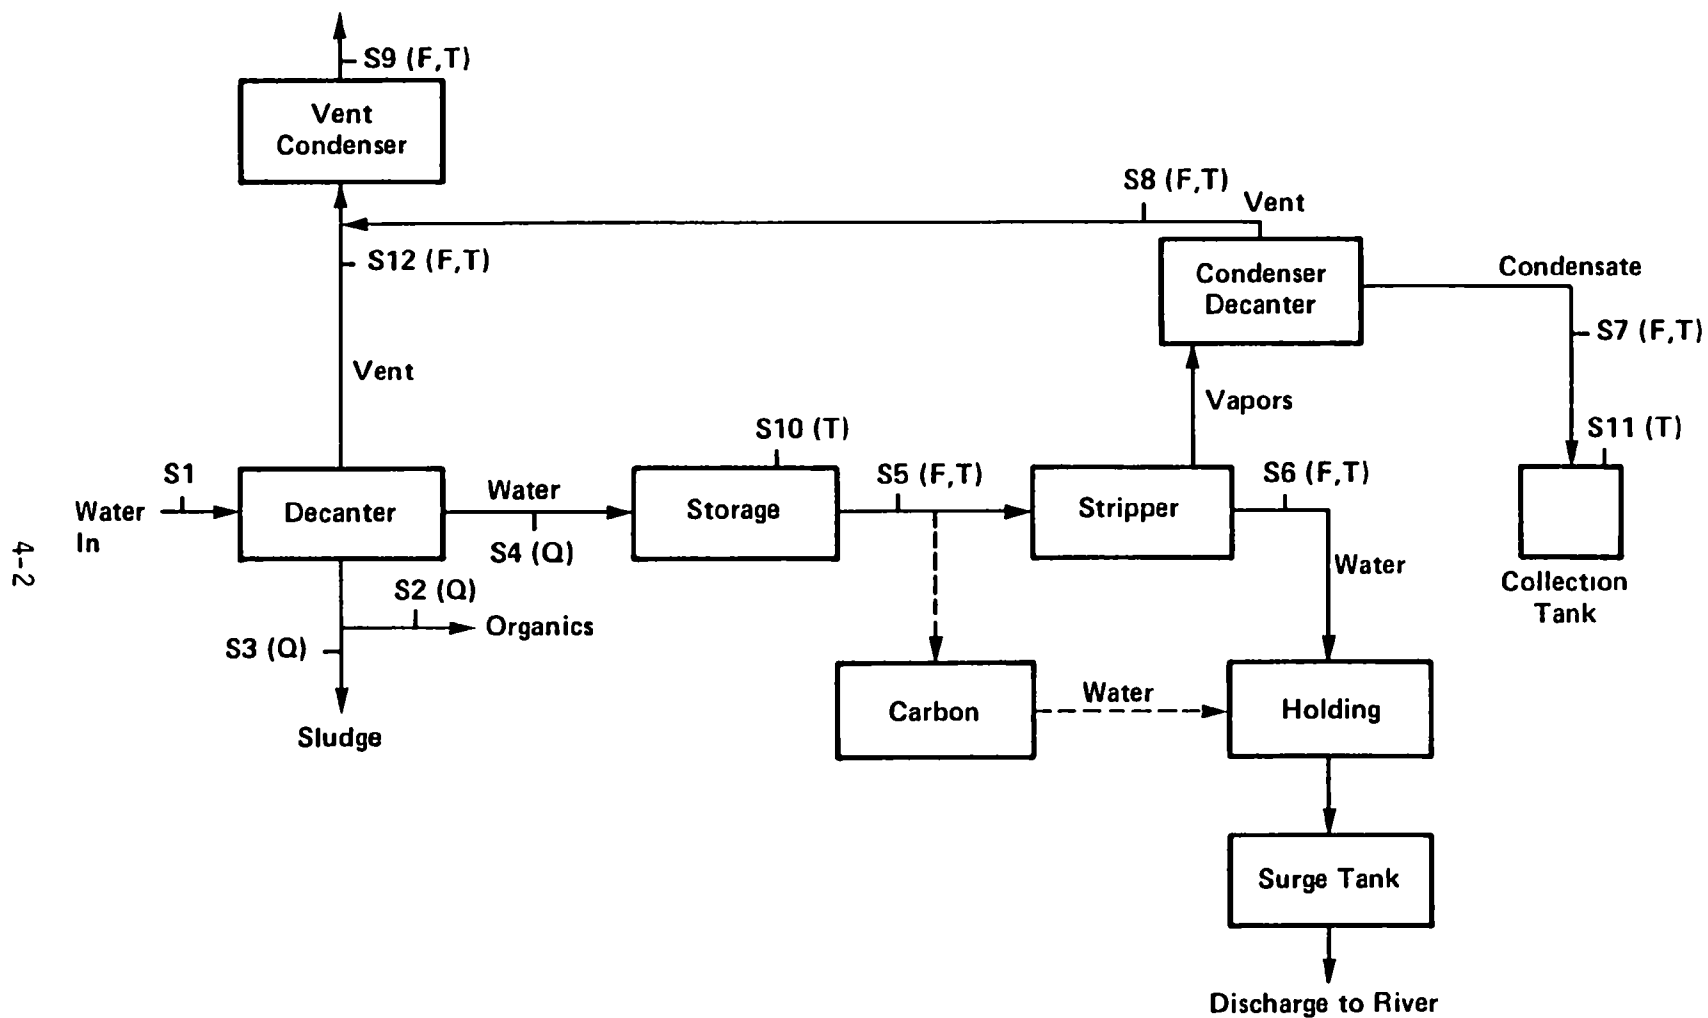 S9 (F,T)
Vent
Condenser
S8 (F,T)
Vent
S12 (F,T)
Condenser
Decanter
Condensate
S7 (F,T)
Vent
Vapors
S10 (T)
S11 (T)
S1
Water
In
Decanter
Water
S4 (Q)
Storage
S5 (F,T)
Stripper
S6 (F,T)
Water
Collection
Tank
S2 (Q)
Organics
S3 (Q)
Sludge
Carbon
Water
Holding
Surge Tank
Discharge to River
4-2